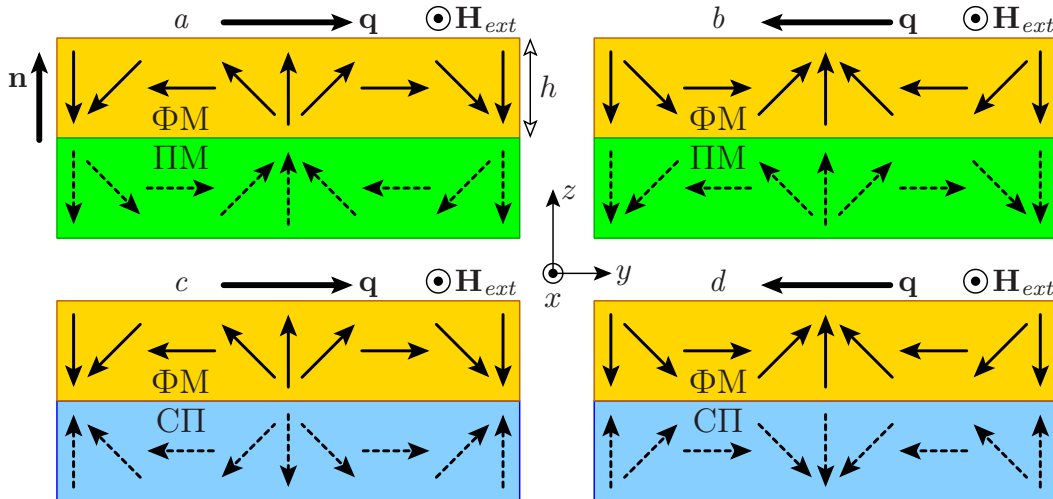 a q H_ext
b q H_ext
n h
ФМ
ПМ
ФМ
ПМ
z
y
x
c q H_ext
d q H_ext
ФМ
СП
ФМ
СП